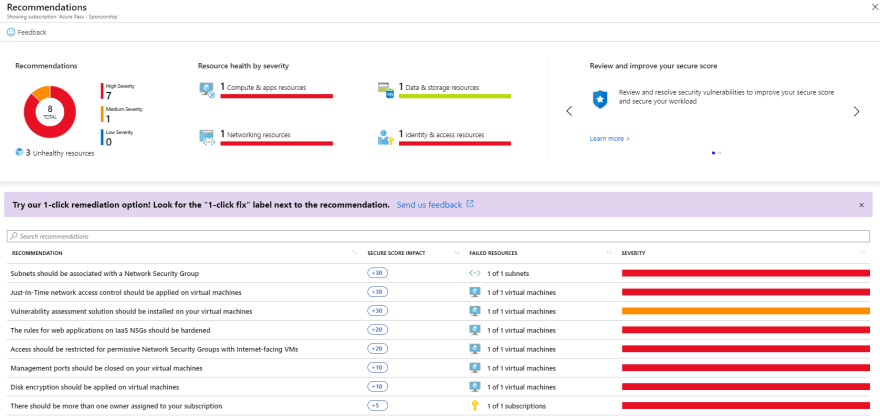 Recommendations
Showing subscription 'Azure Pass - Sponsorship'
Feedback
Recommendations
8
TOTAL
High Severity
7
Medium Severity
1
Low Severity
0
3 Unhealthy resources
Resource health by severity
1 Compute & apps resources
1 Data & storage resources
1 Networking resources
1 Identity & access resources
Review and improve your secure score
Review and resolve security vulnerabilities to improve your secure score
and secure your workload
Learn more >
Try our 1-click remediation option! Look for the "1-click fix" label next to the recommendation. Send us feedback
Search recommendations
RECOMMENDATION SECURE SCORE IMPACT FAILED RESOURCES SEVERITY
Subnets should be associated with a Network Security Group +30 1 of 1 subnets
Just-In-Time network access control should be applied on virtual machines +30 1 of 1 virtual machines
Vulnerability assessment solution should be installed on your virtual machines +30 1 of 1 virtual machines
The rules for web applications on IaaS NSGs should be hardened +20 1 of 1 virtual machines
Access should be restricted for permissive Network Security Groups with Internet-facing VMs +20 1 of 1 virtual machines
Management ports should be closed on your virtual machines +10 1 of 1 virtual machines
Disk encryption should be applied on virtual machines +10 1 of 1 virtual machines
There should be more than one owner assigned to your subscription +5 1 of 1 subscriptions